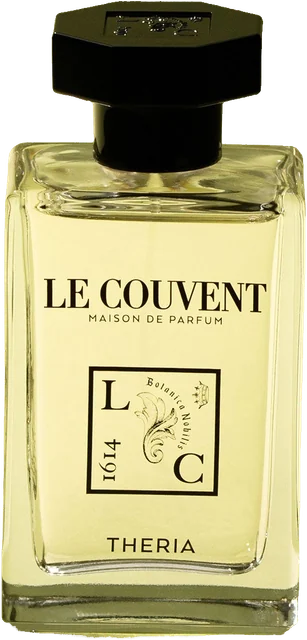 LE COUVENT
MAISON DE PARFUM
L
Botanica Nobilis
1614
C
THERIA